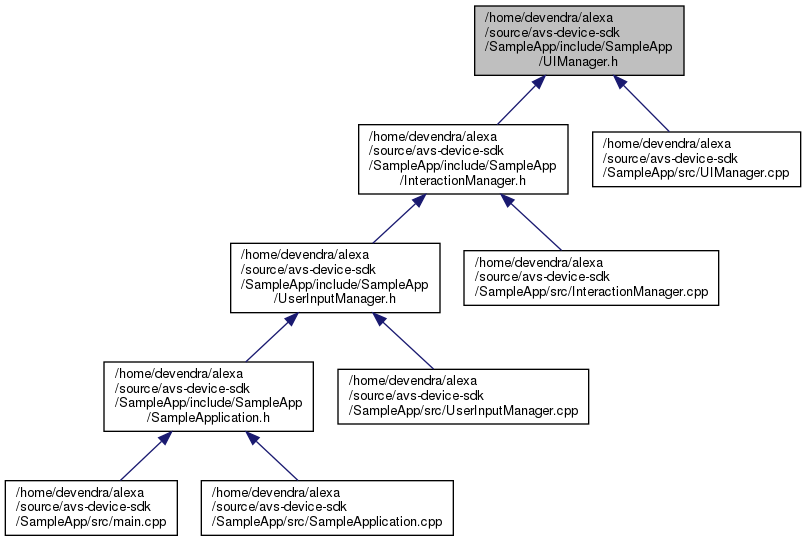 /home/devendra/alexa
/source/avs-device-sdk
/SampleApp/include/SampleApp
/UIManager.h
/home/devendra/alexa
/source/avs-device-sdk
/SampleApp/include/SampleApp
/InteractionManager.h
/home/devendra/alexa
/source/avs-device-sdk
/SampleApp/src/UIManager.cpp
/home/devendra/alexa
/source/avs-device-sdk
/SampleApp/include/SampleApp
/UserInputManager.h
/home/devendra/alexa
/source/avs-device-sdk
/SampleApp/src/InteractionManager.cpp
/home/devendra/alexa
/source/avs-device-sdk
/SampleApp/include/SampleApp
/SampleApplication.h
/home/devendra/alexa
/source/avs-device-sdk
/SampleApp/src/UserInputManager.cpp
/home/devendra/alexa
/source/avs-device-sdk
/SampleApp/src/main.cpp
/home/devendra/alexa
/source/avs-device-sdk
/SampleApp/src/SampleApplication.cpp